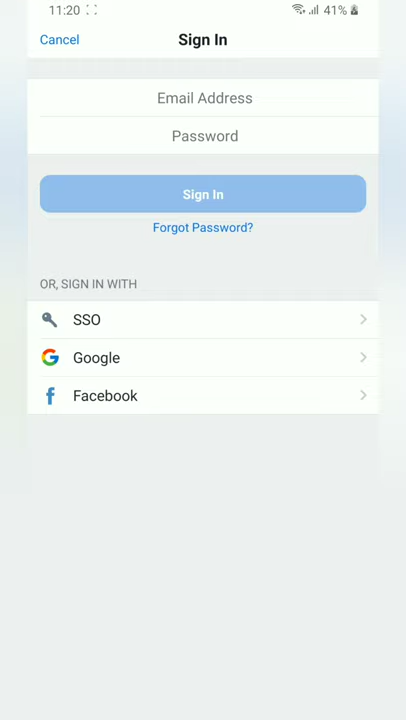 11:20 41%
Cancel Sign In
Email Address
Password
Sign In
Forgot Password?
OR, SIGN IN WITH
SSO
Google
Facebook